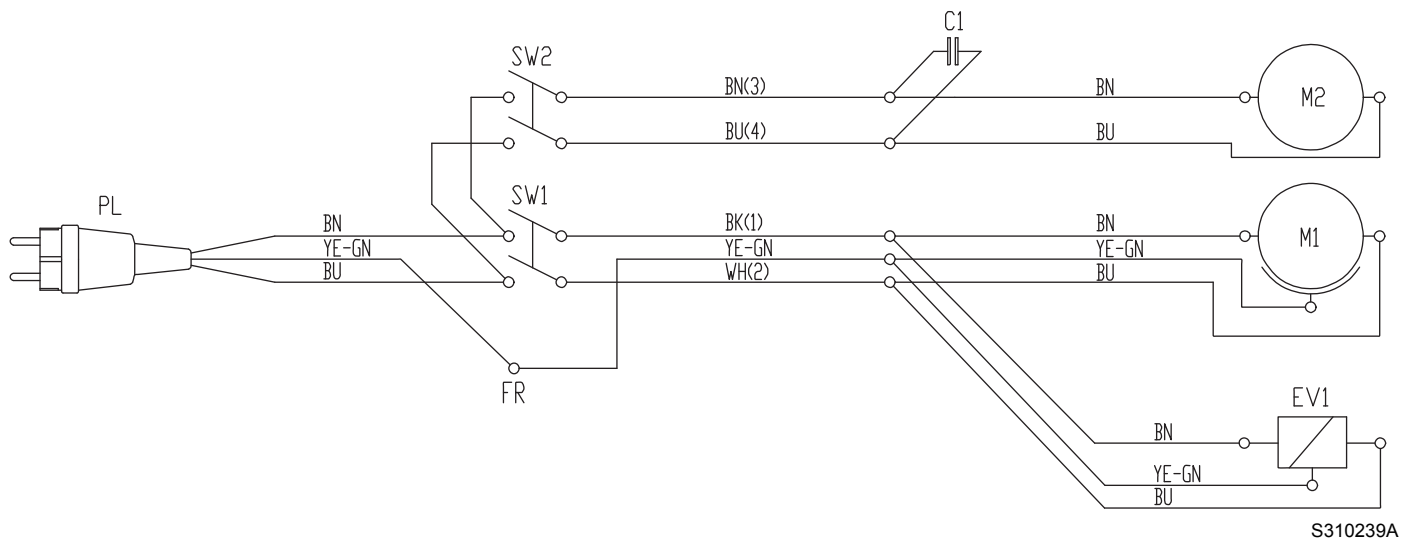 C1
SW2
BN(3)
BN
M2
BU(4)
BU
PL
SW1
BN
BK(1)
BN
M1
YE-GN
YE-GN
YE-GN
BU
WH(2)
BU
FR
EV1
BN
YE-GN
BU
S310239A